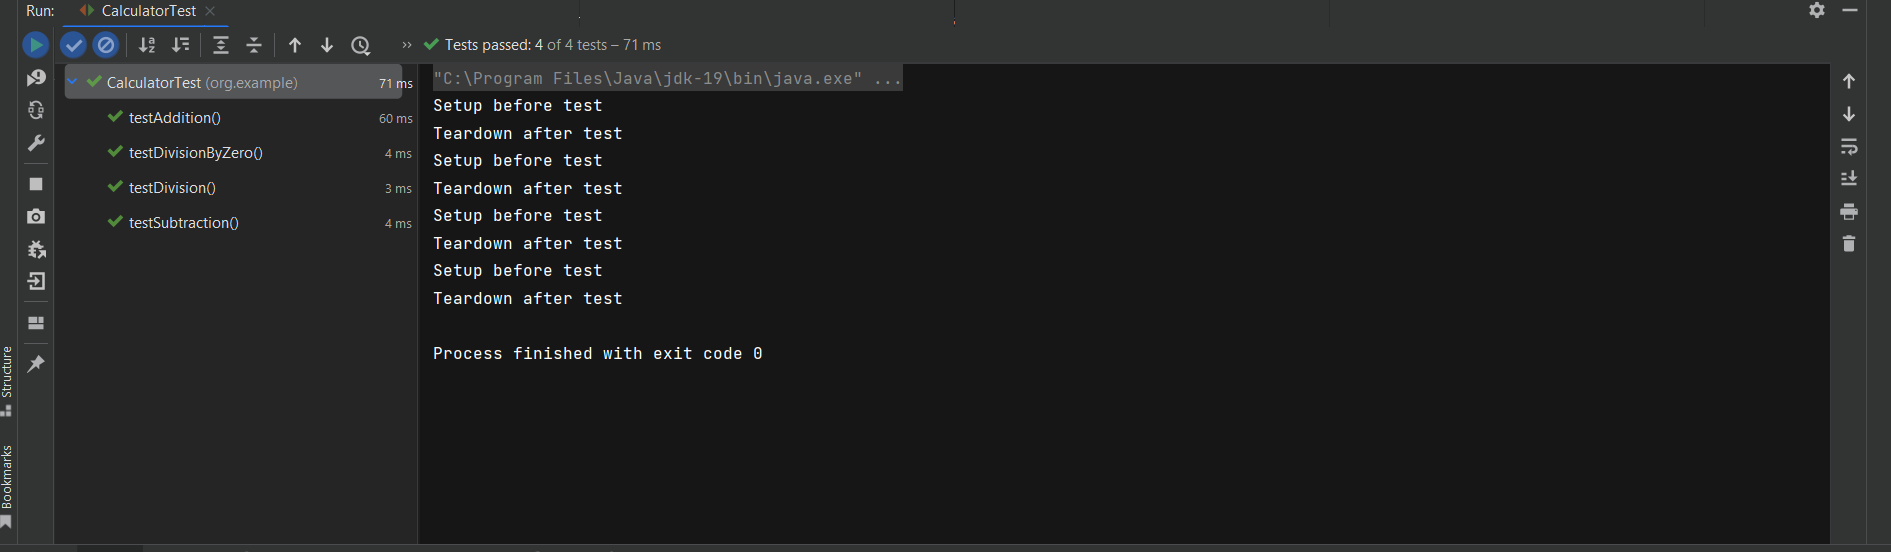 Run: CalculatorTest
Tests passed: 4 of 4 tests – 71 ms
CalculatorTest (org.example) 71 ms
testAddition() 60 ms
testDivisionByZero() 4 ms
testDivision() 3 ms
testSubtraction() 4 ms
"C:\Program Files\Java\jdk-19\bin\java.exe" ...
Setup before test
Teardown after test
Setup before test
Teardown after test
Setup before test
Teardown after test
Setup before test
Teardown after test
Process finished with exit code 0
Structure
Bookmarks